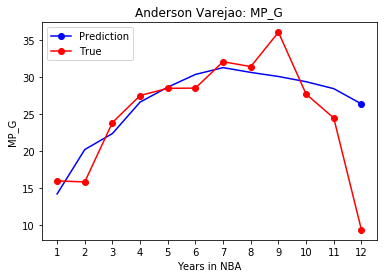 Anderson Varejao: MP_G
Prediction
True
35
30
25
20
15
10
MP_G
1 2 3 4 5 6 7 8 9 10 11 12
Years in NBA